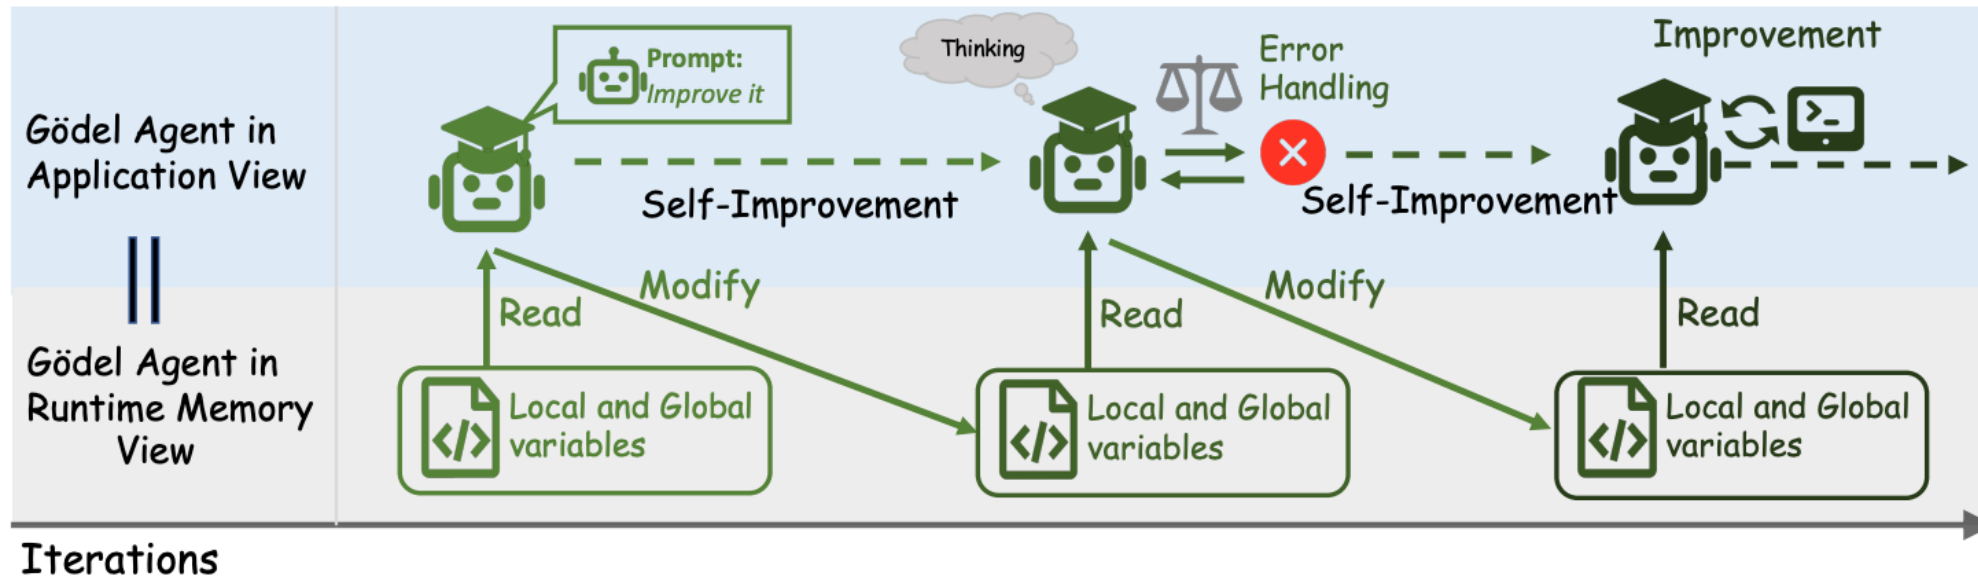 Gödel Agent in
Application View
Prompt:
Improve it
Thinking
Error
Handling
Improvement
Self-Improvement
Self-Improvement
Modify
Modify
Read
Read
Read
Gödel Agent in
Runtime Memory
View
Local and Global
variables
Local and Global
variables
Local and Global
variables
Iterations